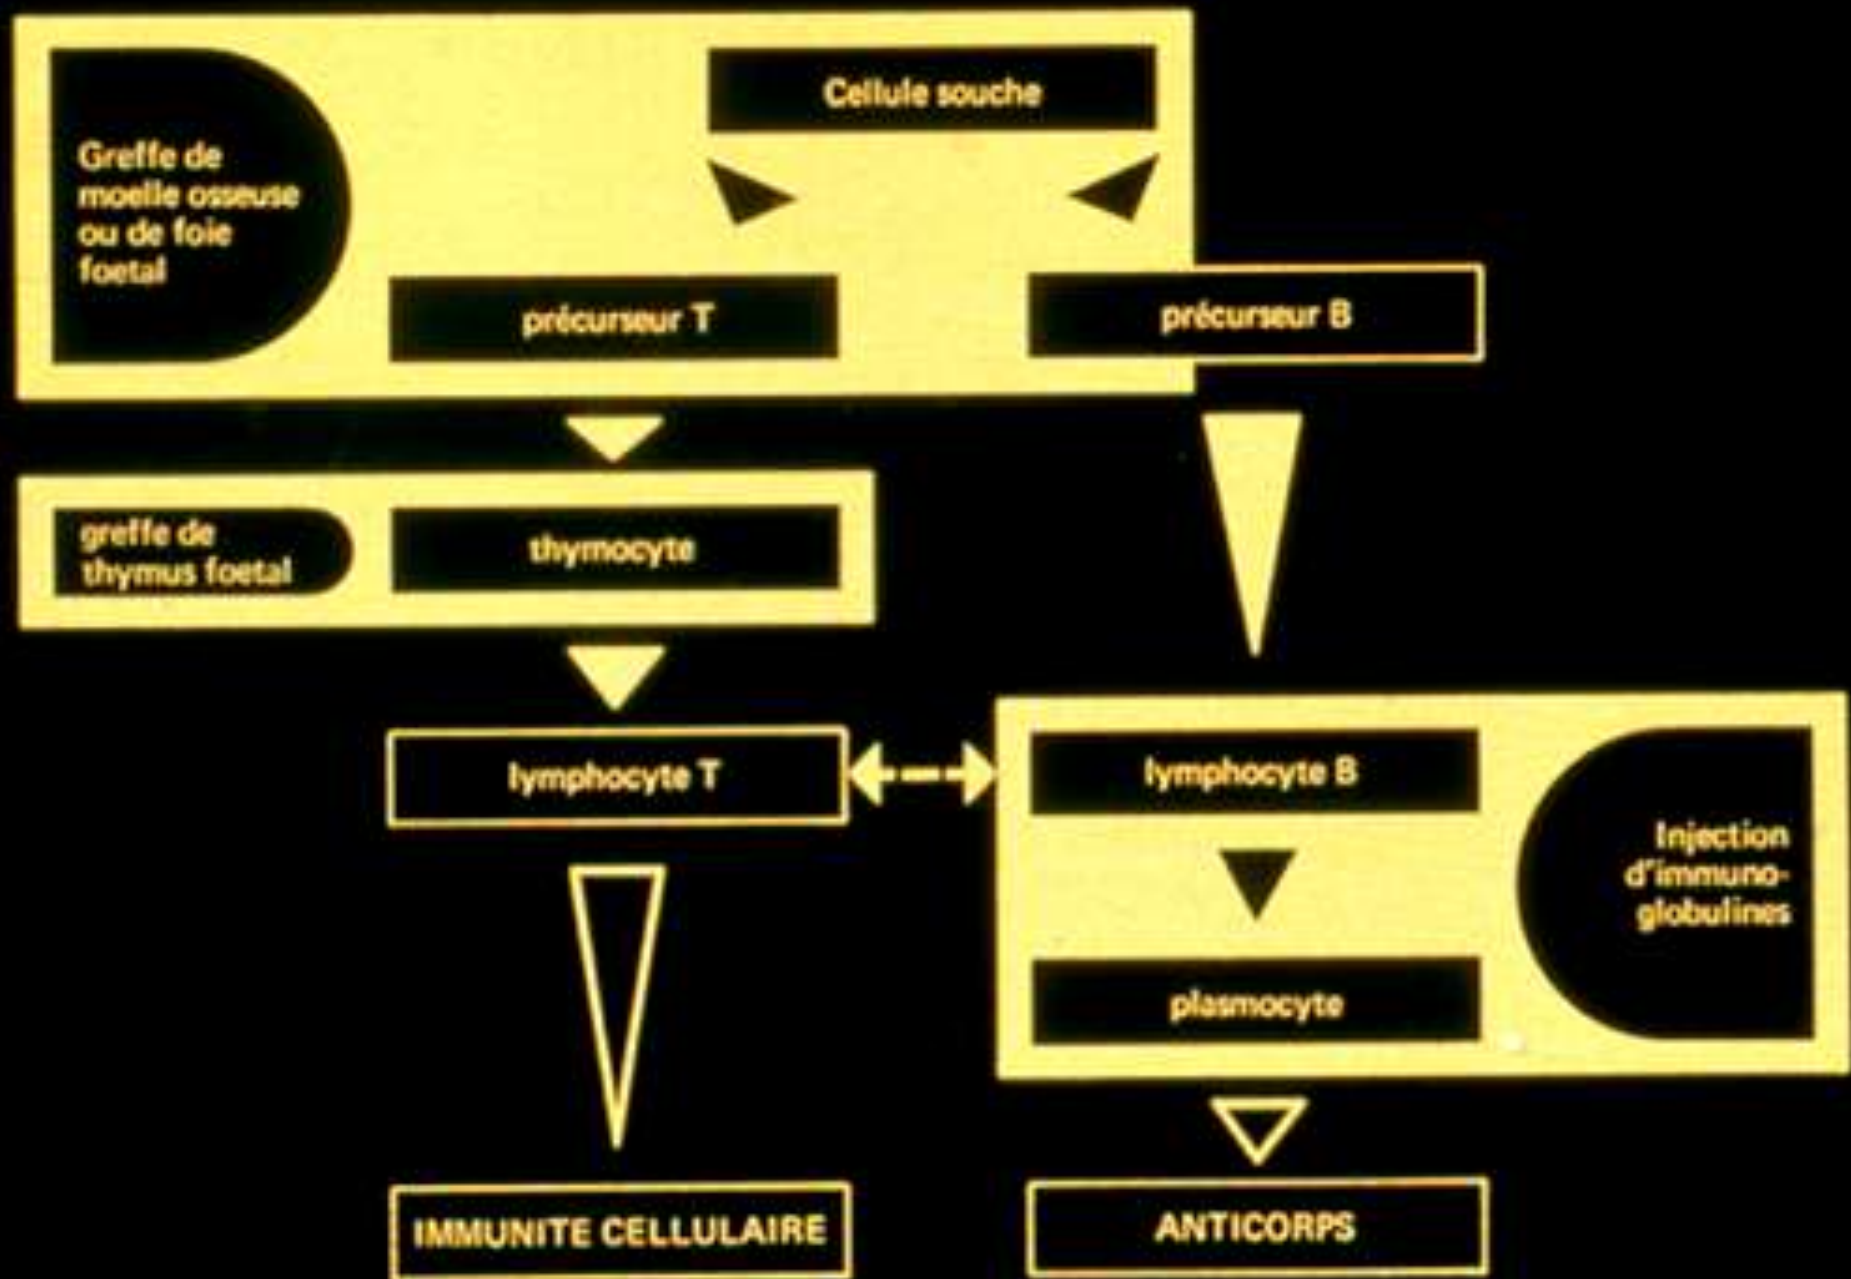 Cellule souche
Greffe de
moelle osseuse
ou de foie
foetal
précurseur T
précurseur B
greffe de
thymus foetal
thymocyte
lymphocyte T
lymphocyte B
Injection
d'immuno-
globulines
plasmocyte
IMMUNITE CELLULAIRE
ANTICORPS